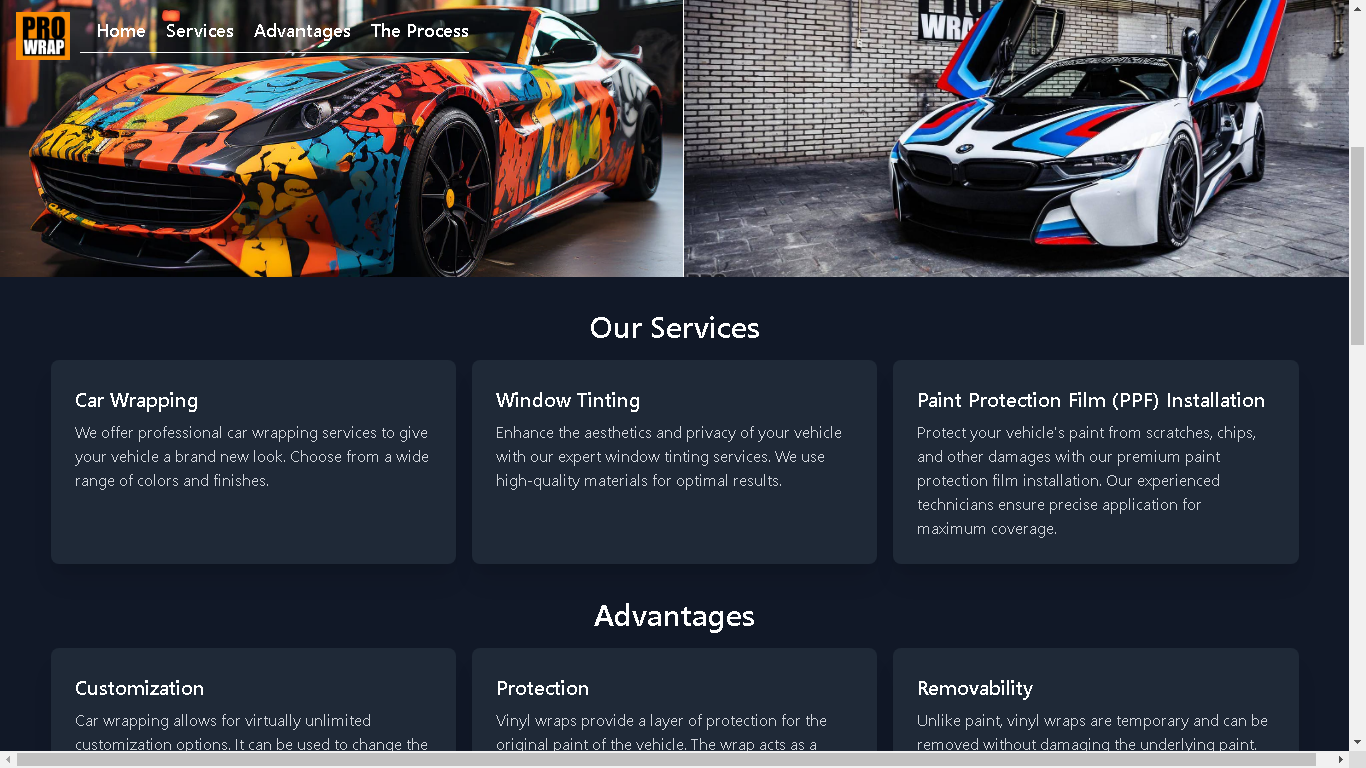 PRO
WRAP
Home Services Advantages The Process
WRA
Our Services
Car Wrapping
We offer professional car wrapping services to give
your vehicle a brand new look. Choose from a wide
range of colors and finishes.
Window Tinting
Enhance the aesthetics and privacy of your vehicle
with our expert window tinting services. We use
high-quality materials for optimal results.
Paint Protection Film (PPF) Installation
Protect your vehicle's paint from scratches, chips,
and other damages with our premium paint
protection film installation. Our experienced
technicians ensure precise application for
maximum coverage.
Advantages
Customization
Car wrapping allows for virtually unlimited
customization options. It can be used to change the
Protection
Vinyl wraps provide a layer of protection for the
original paint of the vehicle. The wrap acts as a
Removability
Unlike paint, vinyl wraps are temporary and can be
removed without damaging the underlying paint.